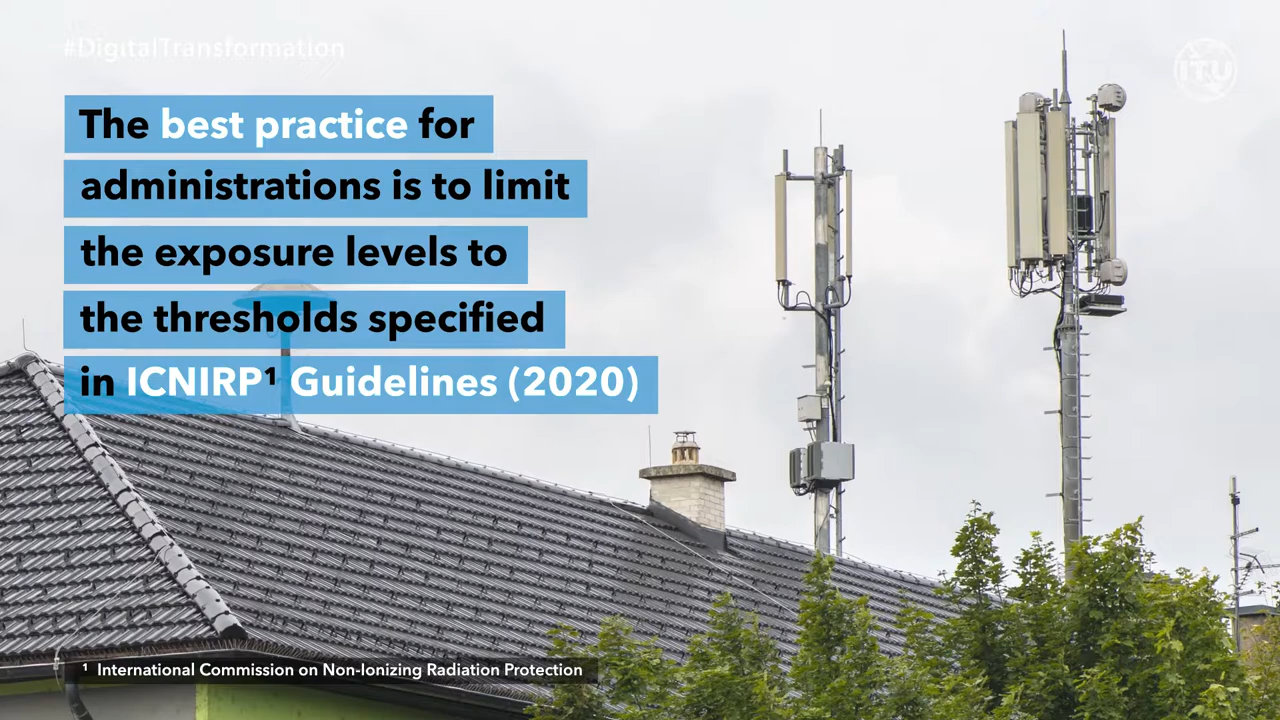 #DigitalTransformation
ITU
The best practice for
administrations is to limit
the exposure levels to
the thresholds specified
in ICNIRP¹ Guidelines (2020)
¹ International Commission on Non-Ionizing Radiation Protection